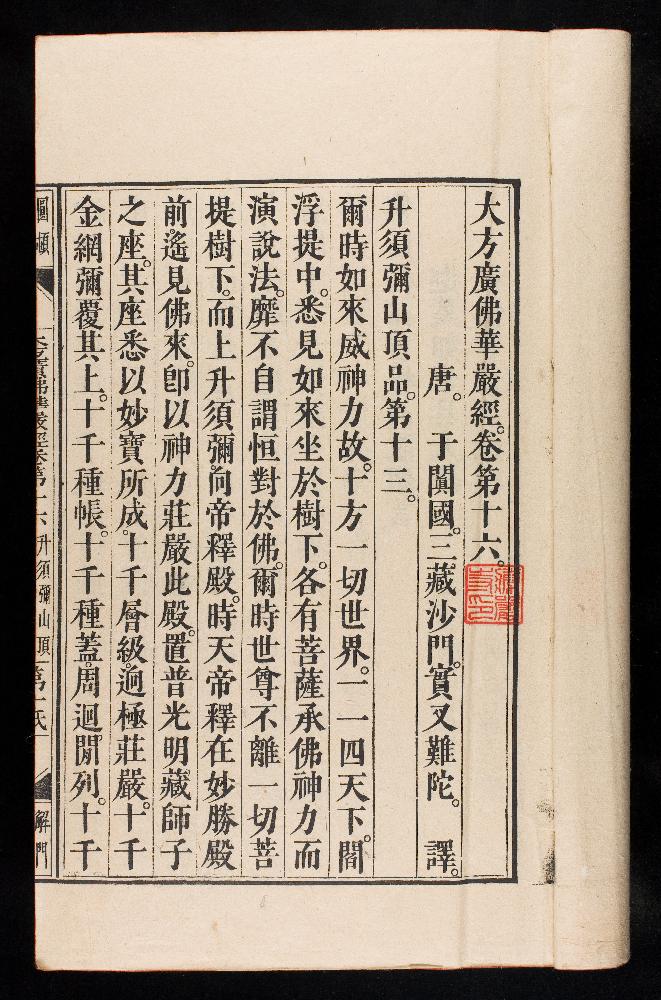 大方廣佛華嚴經。卷第十六。
唐。于闐國。三藏沙門。實叉難陀。譯。
升須彌山頂品。第十三。
爾時如來威神力故。十方一切世界。一一四天下。閻
浮提中。悉見如來坐於樹下。各有菩薩承佛神力而
演說法。靡不自謂恒對於佛。爾時世尊不離一切菩
提樹下。而上升須彌。向帝釋殿。時天帝釋在妙勝殿
前。遙見佛來。卽以神力莊嚴此殿。置普光明藏師子
之座。其座悉以妙寶所成。十千層級。迥極莊嚴。十千
金網彌覆其上。十千種帳。十千種蓋。周迴間列。十千
大方廣佛華嚴經卷第十六 升須彌山頂 第一
解門